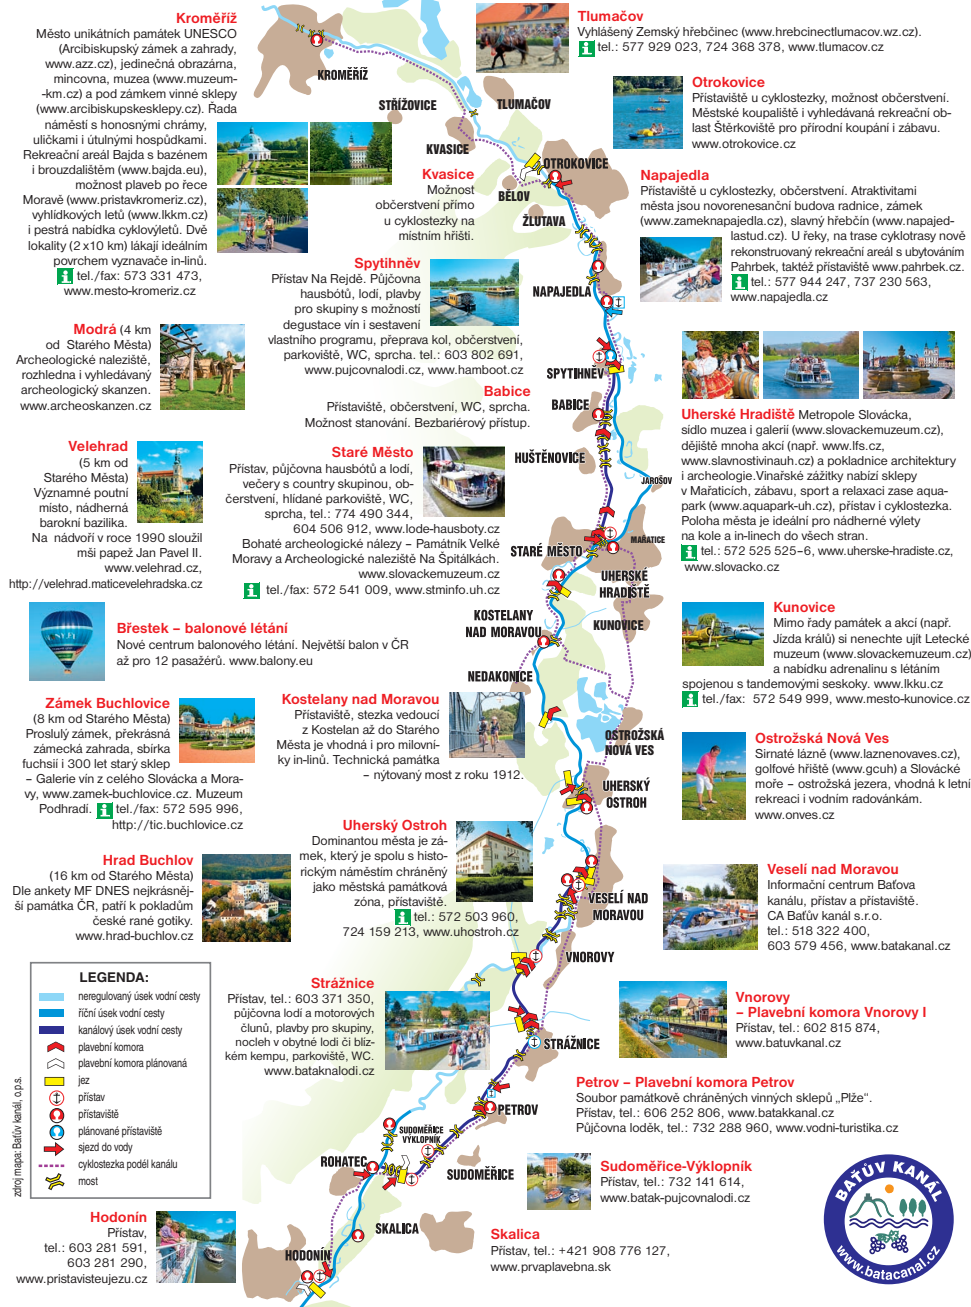 Kroměříž
Město unikátních památek UNESCO
(Arcibiskupský zámek a zahrady,
www.azz.cz), jedinečná obrazárna,
mincovna, muzea (www.muzeum-
-km.cz) a pod zámkem vinné sklepy
(www.arcibiskupskesklepy.cz). Řada
náměstí s honosnými chrámy,
uličkami i útulnými hospůdkami.
Rekreační areál Bajda s bazénem
i brouzdalištěm (www.bajda.eu),
možnost plaveb po řece
Moravě (www.pristavkromeriz.cz),
vyhlídkových letů (www.lkkm.cz)
i pestrá nabídka cyklovýletů. Dvě
lokality (2 x10 km) lákají ideálním
povrchem vyznavače in-linů.
i tel./fax: 573 331 473,
www.mesto-kromeriz.cz
Tlumačov
Vyhlášený Zemský hřebčinec (www.hrebcinectlumacov.wz.cz).
i tel.: 577 929 023, 724 368 378, www.tlumacov.cz
Otrokovice
Přístaviště u cyklostezky, možnost občerstvení.
Městské koupaliště i vyhledávaná rekreační ob-
last Štěrkoviště pro přírodní koupání i zábavu.
www.otrokovice.cz
Kvasice
Možnost
občerstvení přímo
u cyklostezky na
místním hřišti.
Napajedla
Přístaviště u cyklostezky, občerstvení. Atraktivitami
města jsou novorenesanční budova radnice, zámek
(www.zameknapajedla.cz), slavný hřebčín (www.napajed-
lastud.cz). U řeky, na trase cyklotrasy nově
rekonstruovaný rekreační areál s ubytováním
Pahrbek, taktéž přístaviště www.pahrbek.cz.
i tel.: 577 944 247, 737 230 563,
www.napajedla.cz
Spytihněv
Přístav Na Rejdě. Půjčovna
hausbótů, lodí, plavby
pro skupiny s možností
degustace vín i sestavení
vlastního programu, přeprava kol, občerstvení,
parkoviště, WC, sprcha. tel.: 603 802 691,
www.pujcovnalodi.cz, www.hamboot.cz
Modrá (4 km
od Starého Města)
Archeologické naleziště,
rozhledna i vyhledávaný
archeologický skanzen.
www.archeoskanzen.cz
Babice
Přístaviště, občerstvení, WC, sprcha.
Možnost stanování. Bezbariérový přístup.
Uherské Hradiště Metropole Slovácka,
sídlo muzea i galerií (www.slovackemuzeum.cz),
dějiště mnoha akcí (např. www.lfs.cz,
www.slavnostivinauh.cz) a pokladnice architektury
i archeologie.Vinařské zážitky nabízí sklepy
v Mařaticích, zábavu, sport a relaxaci zase aqua-
park (www.aquapark-uh.cz), přístav i cyklostezka.
Poloha města je ideální pro nádherné výlety
na kole a in-linech do všech stran.
i tel.: 572 525 525–6, www.uherske-hradiste.cz,
www.slovacko.cz
Velehrad
(5 km od
Starého Města)
Významné poutní
místo, nádherná
barokní bazilika.
Na nádvoří v roce 1990 sloužil
mši papež Jan Pavel II.
www.velehrad.cz,
http://velehrad.maticevelehradska.cz
Staré Město
Přístav, půjčovna hausbótů a lodí,
večery s country skupinou, ob-
čerstvení, hlídané parkoviště, WC,
sprcha, tel.: 774 490 344,
604 506 912, www.lode-hausboty.cz
Bohaté archeologické nálezy – Památník Velké
Moravy a Archeologické naleziště Na Špitálkách.
www.slovackemuzeum.cz
i tel./fax: 572 541 009, www.stminfo.uh.cz
Břestek – balonové létání
Nové centrum balonového létání. Největší balon v ČR
až pro 12 pasažérů. www.balony.eu
Kunovice
Mimo řady památek a akcí (např.
Jízda králů) si nenechte ujít Letecké
muzeum (www.slovackemuzeum.cz)
a nabídku adrenalinu s létáním
spojenou s tandemovými seskoky. www.lkku.cz
i tel./fax: 572 549 999, www.mesto-kunovice.cz
Zámek Buchlovice
(8 km od Starého Města)
Proslulý zámek, překrásná
zámecká zahrada, sbírka
fuchsií i 300 let starý sklep
– Galerie vín z celého Slovácka a Mora-
vy, www.zamek-buchlovice.cz. Muzeum
Podhradí. i tel./fax: 572 595 996,
http://tic.buchlovice.cz
Kostelany nad Moravou
Přístaviště, stezka vedoucí
z Kostelan až do Starého
Města je vhodná i pro milovní-
ky in-linů. Technická památka
– nýtovaný most z roku 1912.
Ostrožská Nová Ves
Sirnaté lázně (www.laznenovaves.cz),
golfové hřiště (www.gcuh) a Slovácké
moře – ostrožská jezera, vhodná k letní
rekreaci i vodním radovánkám.
www.onves.cz
Hrad Buchlov
(16 km od Starého Města)
Dle ankety MF DNES nejkrásněj-
ší památka ČR, patří k pokladům
české rané gotiky.
www.hrad-buchlov.cz
Uherský Ostroh
Dominantou města je zá-
mek, který je spolu s histo-
rickým náměstím chráněný
jako městská památková
zóna, přístaviště.
i tel.: 572 503 960,
724 159 213, www.uhostroh.cz
Veselí nad Moravou
Informační centrum Baťova
kanálu, přístav a přístaviště.
CA Baťův kanál s.r.o.
tel.: 518 322 400,
603 579 456, www.batakanal.cz
Strážnice
Přístav, tel.: 603 371 350,
půjčovna lodí a motorových
člunů, plavby pro skupiny,
nocleh v obytné lodi či blíz-
kém kempu, parkoviště, WC.
www.bataknalodi.cz
Vnorovy
– Plavební komora Vnorovy I
Přístav, tel.: 602 815 874,
www.batuvkanal.cz
Petrov – Plavební komora Petrov
Soubor památkově chráněných vinných sklepů „Plže“.
Přístav, tel.: 606 252 806, www.batakkanal.cz
Půjčovna loděk, tel.: 732 288 960, www.vodni-turistika.cz
Sudoměřice-Výklopník
Přístav, tel.: 732 141 614,
www.batak-pujcovnalodi.cz
Hodonín
Přístav,
tel.: 603 281 591,
603 281 290,
www.pristavisteujezu.cz
Skalica
Přístav, tel.: +421 908 776 127,
www.prvaplavebna.sk
LEGENDA:
neregulovaný úsek vodní cesty
říční úsek vodní cesty
kanálový úsek vodní cesty
plavební komora
plavební komora plánovaná
jez
přístav
přístaviště
plánované přístaviště
sjezd do vody
cyklostezka podél kanálu
most
zdroj mapa: Baťův kanál, o.p.s.
KROMĚŘÍŽ
STŘÍŽOVICE
TLUMAČOV
KVASICE
OTROKOVICE
BĚLOV
ŽLUTAVA
NAPAJEDLA
SPYTIHNĚV
BABICE
HUŠTĚNOVICE
JAROŠOV
STARÉ MĚSTO
MAŘATICE
UHERSKÉ
HRADIŠTĚ
KOSTELANY
NAD MORAVOU
KUNOVICE
NEDAKONICE
OSTROŽSKÁ
NOVÁ VES
UHERSKÝ
OSTROH
VESELÍ NAD
MORAVOU
VNOROVY
STRÁŽNICE
PETROV
SUDOMĚŘICE
VÝKLOPNÍK
ROHATEC
SUDOMĚŘICE
SKALICA
HODONÍN
BAŤŮV KANÁL
www.batacanal.cz